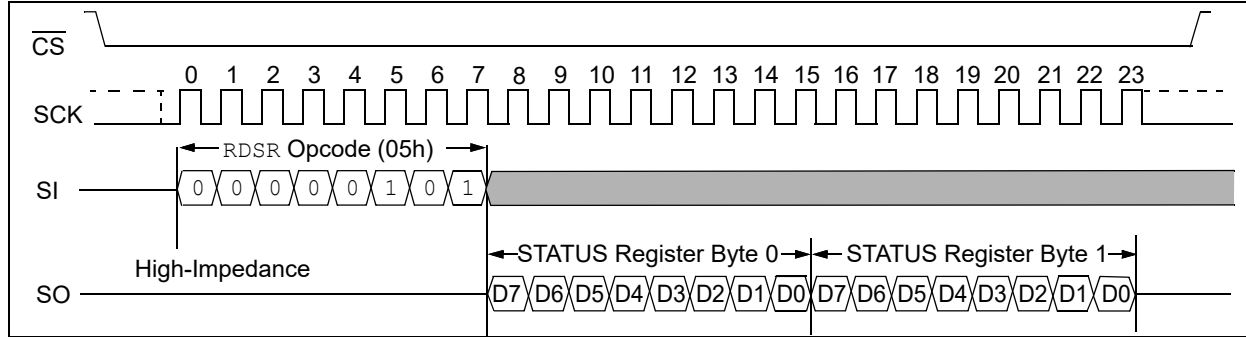 CS
0 1 2 3 4 5 6 7 8 9 10 11 12 13 14 15 16 17 18 19 20 21 22 23
SCK
RDSR Opcode (05h)
SI 0 0 0 0 0 1 0 1
STATUS Register Byte 0 STATUS Register Byte 1
High-Impedance
SO D7 D6 D5 D4 D3 D2 D1 D0 D7 D6 D5 D4 D3 D2 D1 D0